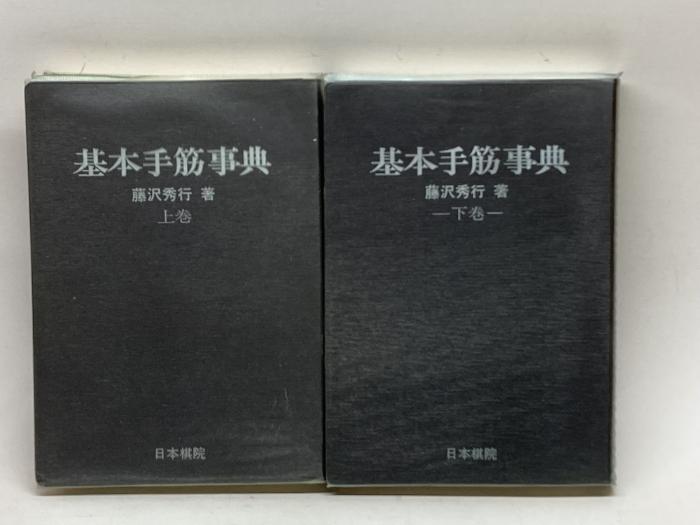 基本手筋事典
藤沢秀行 著
上巻
日本棋院
基本手筋事典
藤沢秀行 著
—下巻—
日本棋院